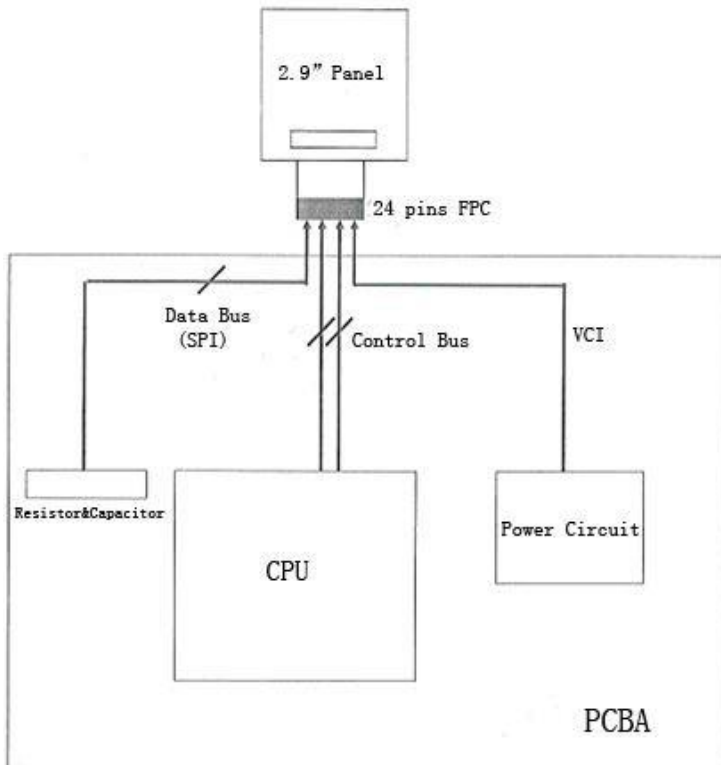 2.9” Panel
24 pins FPC
Data Bus
(SPI)
Control Bus
VCI
Resistor&Capacitor
CPU
Power Circuit
PCBA